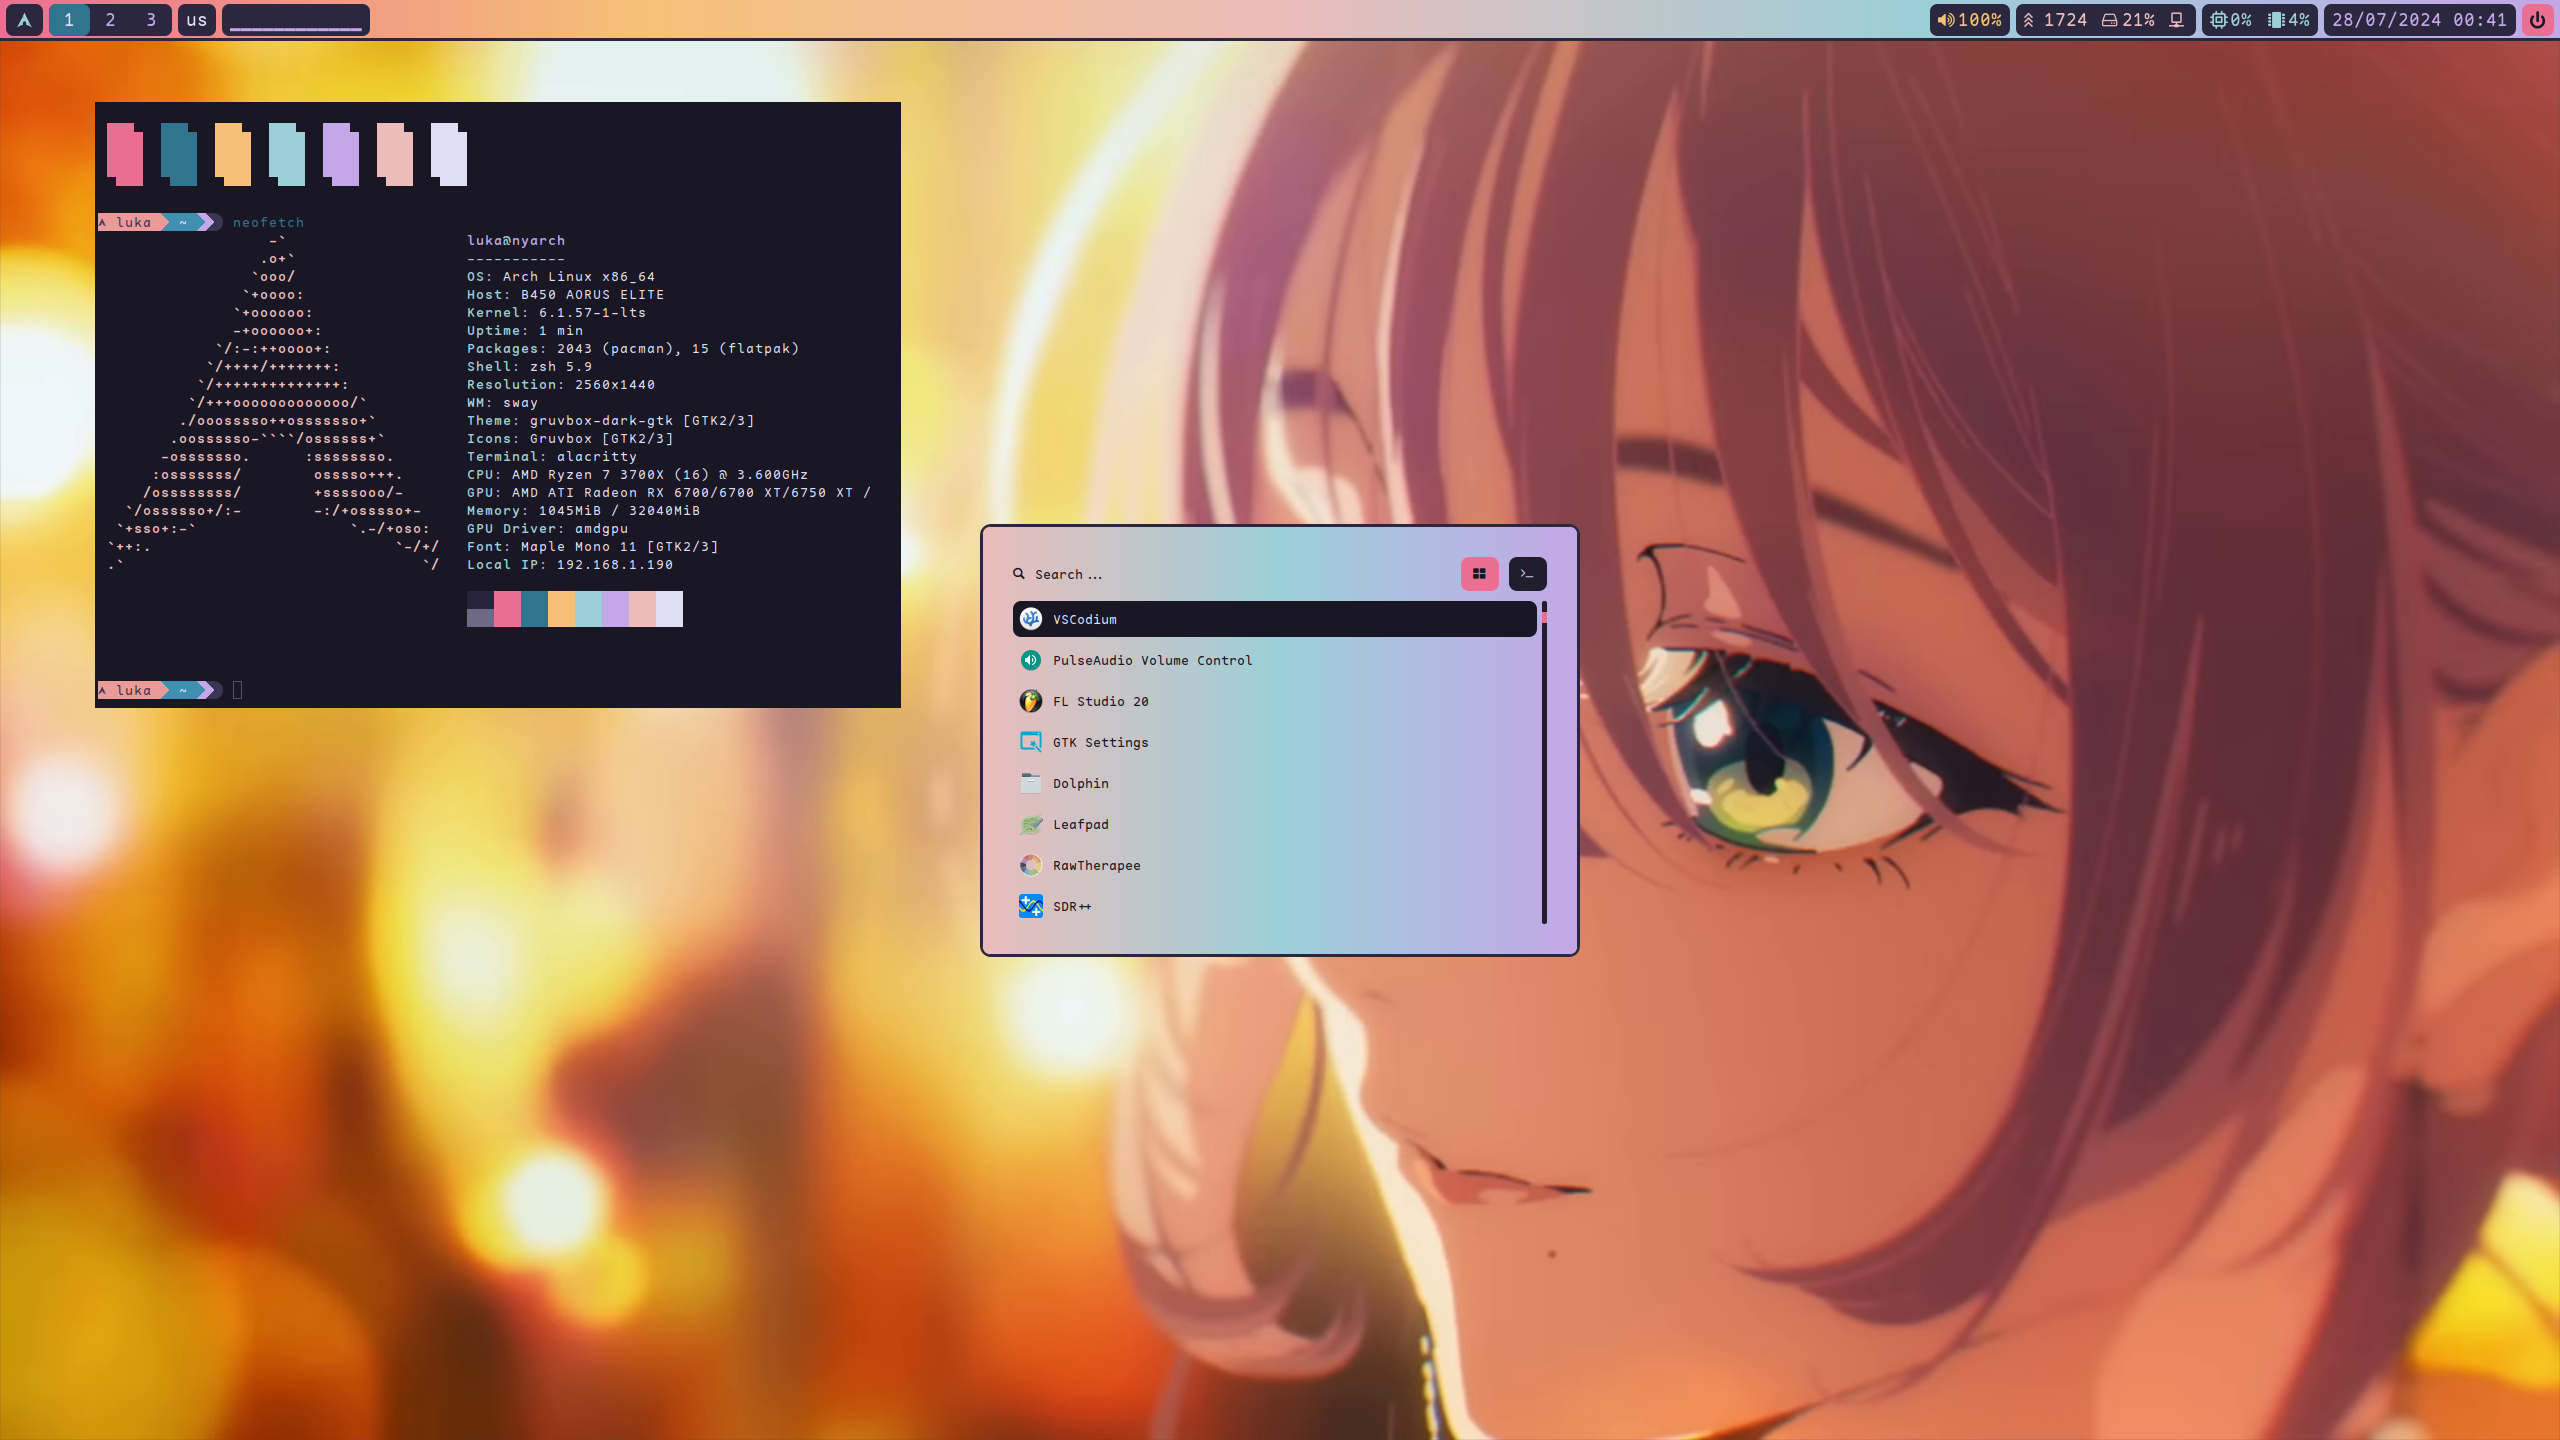 1 2 3 us 100% 1724 21% 0% 4% 28/07/2024 00:41
luka ~ neofetch
-`
.o+`
`ooo/
`+oooo:
`+oooooo:
-+oooooo+:
`/:-:++oooo+:
`/++++/+++++++:
`/++++++++++++++:
`/+++ooooooooooooo/`
./ooosssso++osssssso+`
.oossssso-````/ossssss+`
-osssssso. :ssssssso.
:osssssss/ osssso+++.
/ossssssss/ +ssssooo/-
`/ossssso+/:- -:/+osssso+-
`+sso+:-` `.-/+oso:
`++:. `-/+/
.` `/
luka@nyarch
-----------
OS: Arch Linux x86_64
Host: B450 AORUS ELITE
Kernel: 6.1.57-1-lts
Uptime: 1 min
Packages: 2043 (pacman), 15 (flatpak)
Shell: zsh 5.9
Resolution: 2560x1440
WM: sway
Theme: gruvbox-dark-gtk [GTK2/3]
Icons: Gruvbox [GTK2/3]
Terminal: alacritty
CPU: AMD Ryzen 7 3700X (16) @ 3.600GHz
GPU: AMD ATI Radeon RX 6700/6700 XT/6750 XT /
Memory: 1045MiB / 32040MiB
GPU Driver: amdgpu
Font: Maple Mono 11 [GTK2/3]
Local IP: 192.168.1.190
luka ~
Search...
VSCodium
PulseAudio Volume Control
FL Studio 20
GTK Settings
Dolphin
Leafpad
RawTherapee
SDR++